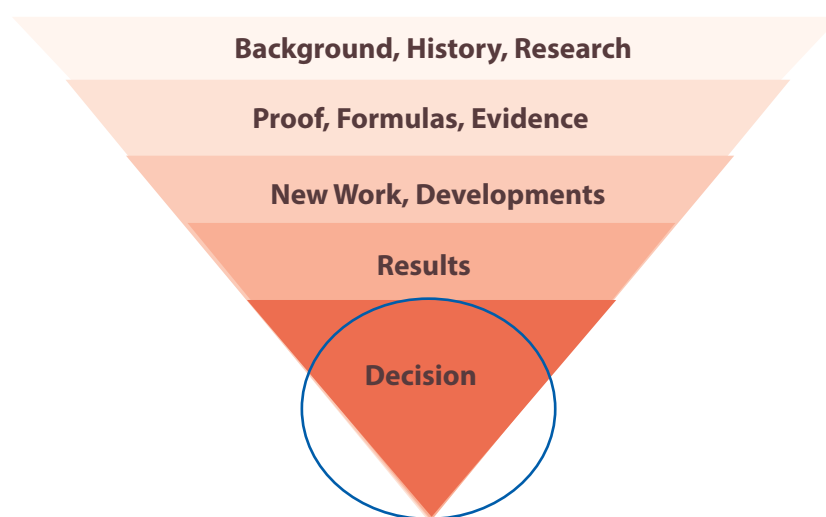 Background, History, Research
Proof, Formulas, Evidence
New Work, Developments
Results
Decision